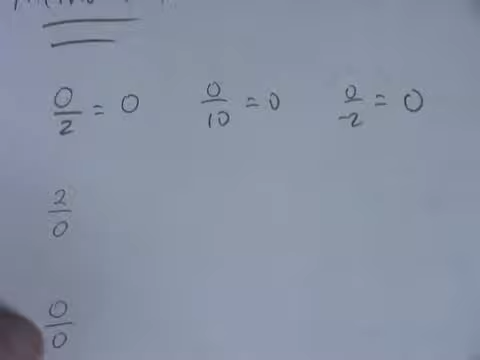 0/2 = 0 0/10 = 0 0/-2 = 0
2/0
0/0